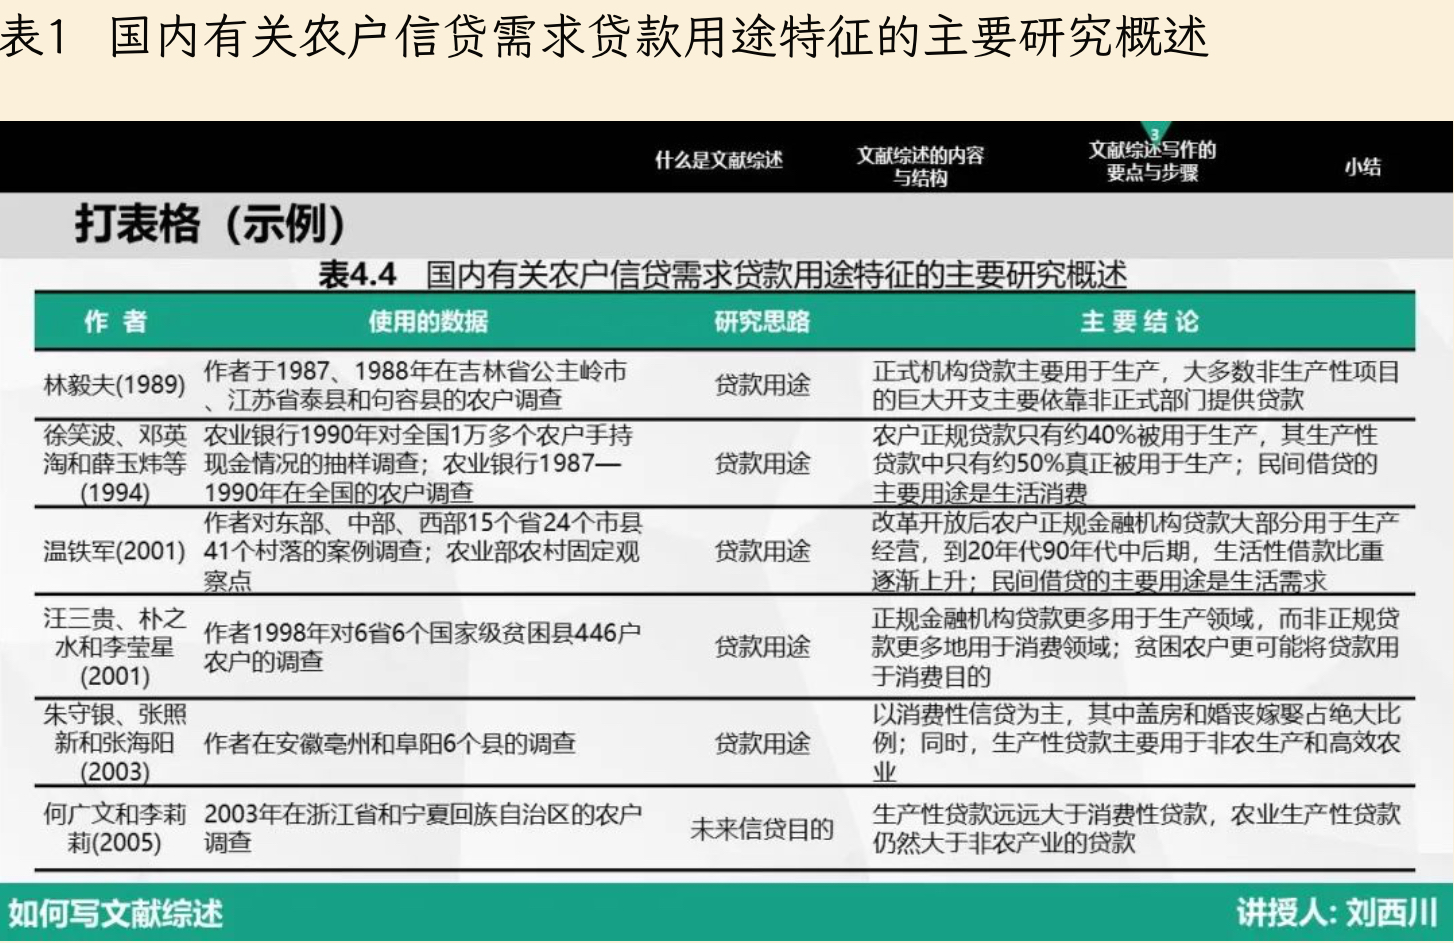 表1 国内有关农户信贷需求贷款用途特征的主要研究概述
3
什么是文献综述
文献综述的内容
与结构
文献综述写作的
要点与步骤
小结
打表格（示例）
表4.4 国内有关农户信贷需求贷款用途特征的主要研究概述
作 者 使用的数据 研究思路 主 要 结 论
林毅夫(1989)
作者于1987、1988年在吉林省公主岭市
、江苏省泰县和句容县的农户调查
贷款用途
正式机构贷款主要用于生产，大多数非生产性项目
的巨大开支主要依靠非正式部门提供贷款
徐笑波、邓英
淘和薛玉炜等
(1994)
农业银行1990年对全国1万多个农户手持
现金情况的抽样调查；农业银行1987—
1990年在全国的农户调查
贷款用途
农户正规贷款只有约40%被用于生产，其生产性
贷款中只有约50%真正被用于生产；民间借贷的
主要用途是生活消费
温铁军(2001)
作者对东部、中部、西部15个省24个市县
41个村落的案例调查；农业部农村固定观
察点
贷款用途
改革开放后农户正规金融机构贷款大部分用于生产
经营，到20年代90年代中后期，生活性借款比重
逐渐上升；民间借贷的主要用途是生活需求
汪三贵、朴之
水和李莹星
(2001)
作者1998年对6省6个国家级贫困县446户
农户的调查
贷款用途
正规金融机构贷款更多用于生产领域，而非正规贷
款更多地用于消费领域；贫困农户更可能将贷款用
于消费目的
朱守银、张照
新和张海阳
(2003)
作者在安徽亳州和阜阳6个县的调查
贷款用途
以消费性信贷为主，其中盖房和婚丧嫁娶占绝大比
例；同时，生产性贷款主要用于非农生产和高效农
业
何广文和李莉
莉(2005)
2003年在浙江省和宁夏回族自治区的农户
调查
未来信贷目的
生产性贷款远远大于消费性贷款，农业生产性贷款
仍然大于非农产业的贷款
如何写文献综述
讲授人: 刘西川